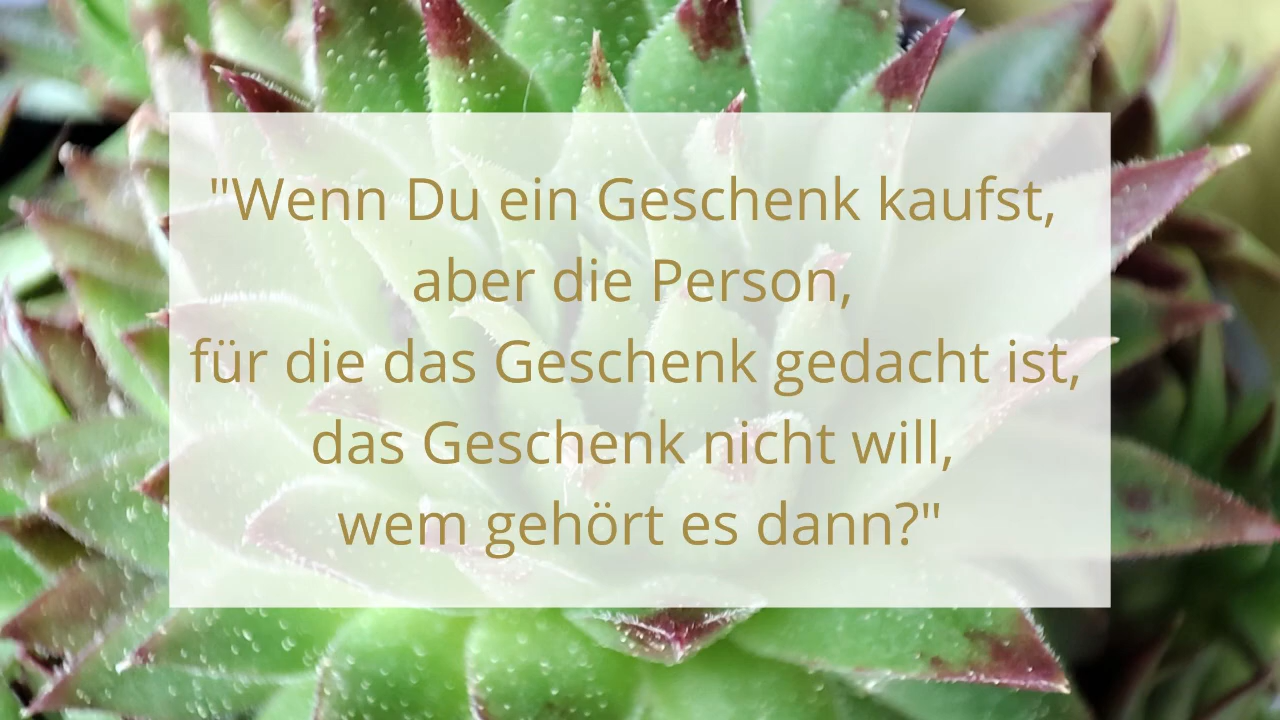 "Wenn Du ein Geschenk kaufst,
aber die Person,
für die das Geschenk gedacht ist,
das Geschenk nicht will,
wem gehört es dann?"